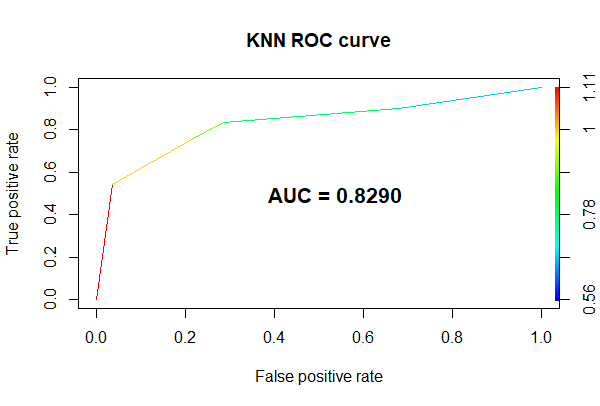 KNN ROC curve
True positive rate
1.0
0.8
0.6
0.4
0.2
0.0
AUC = 0.8290
1.11
1
0.78
0.56
0.0 0.2 0.4 0.6 0.8 1.0
False positive rate